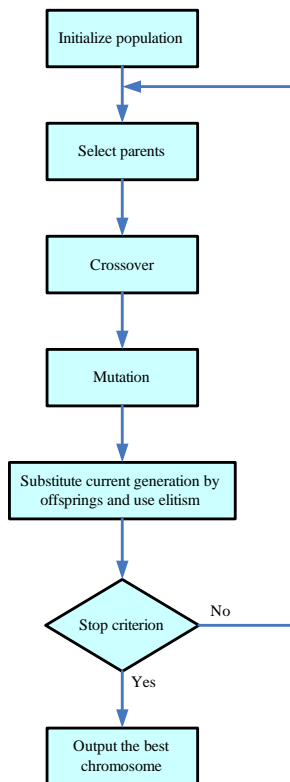 Initialize population
Select parents
Crossover
Mutation
Substitute current generation by
offsprings and use elitism
Stop criterion
No
Yes
Output the best
chromosome